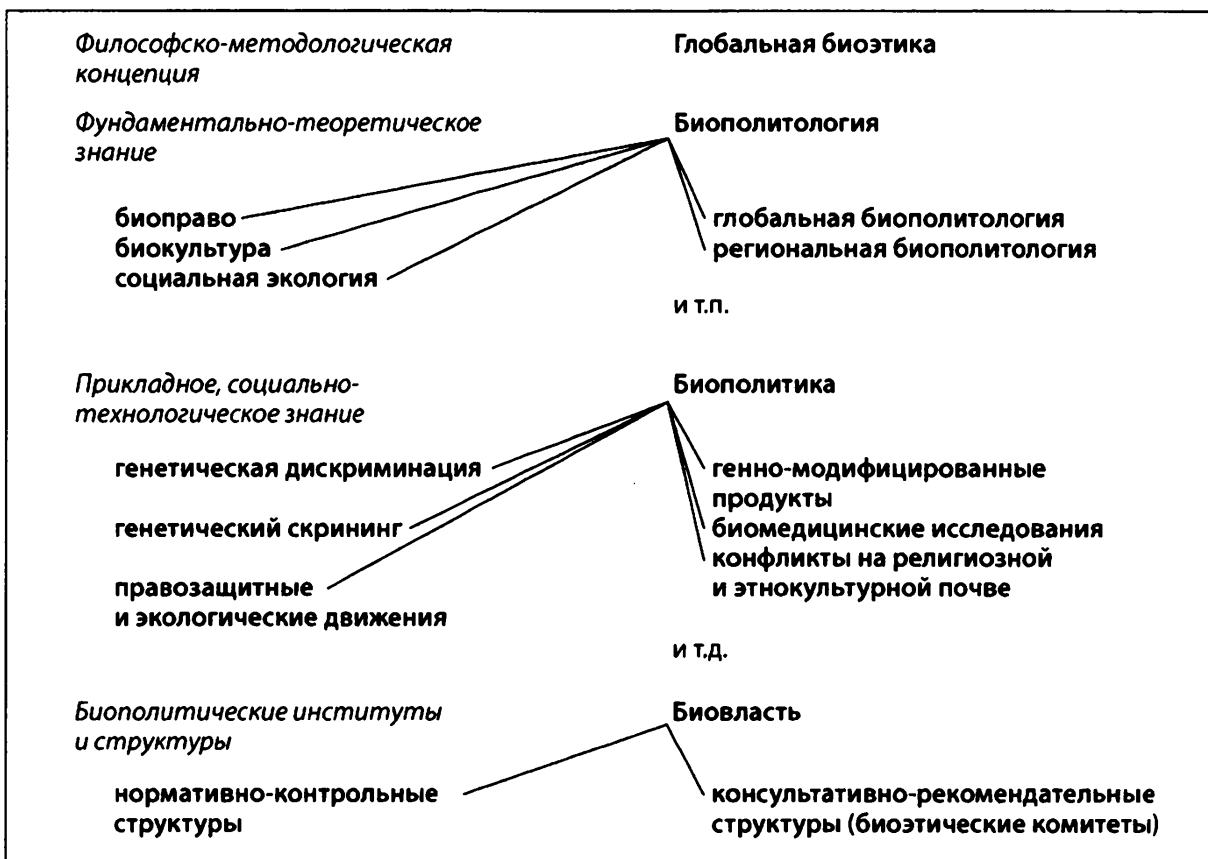 Философско-методологическая
концепция
Глобальная биоэтика
Фундаментально-теоретическое
знание
Биополитология
биоправо
биокультура
социальная экология
глобальная биополитология
региональная биополитология
и т.п.
Прикладное, социально-
технологическое знание
Биополитика
генетическая дискриминация
генетический скрининг
правозащитные
и экологические движения
генно-модифицированные
продукты
биомедицинские исследования
конфликты на религиозной
и этнокультурной почве
и т.д.
Биополитические институты
и структуры
Биовласть
нормативно-контрольные
структуры
консультативно-рекомендательные
структуры (биоэтические комитеты)